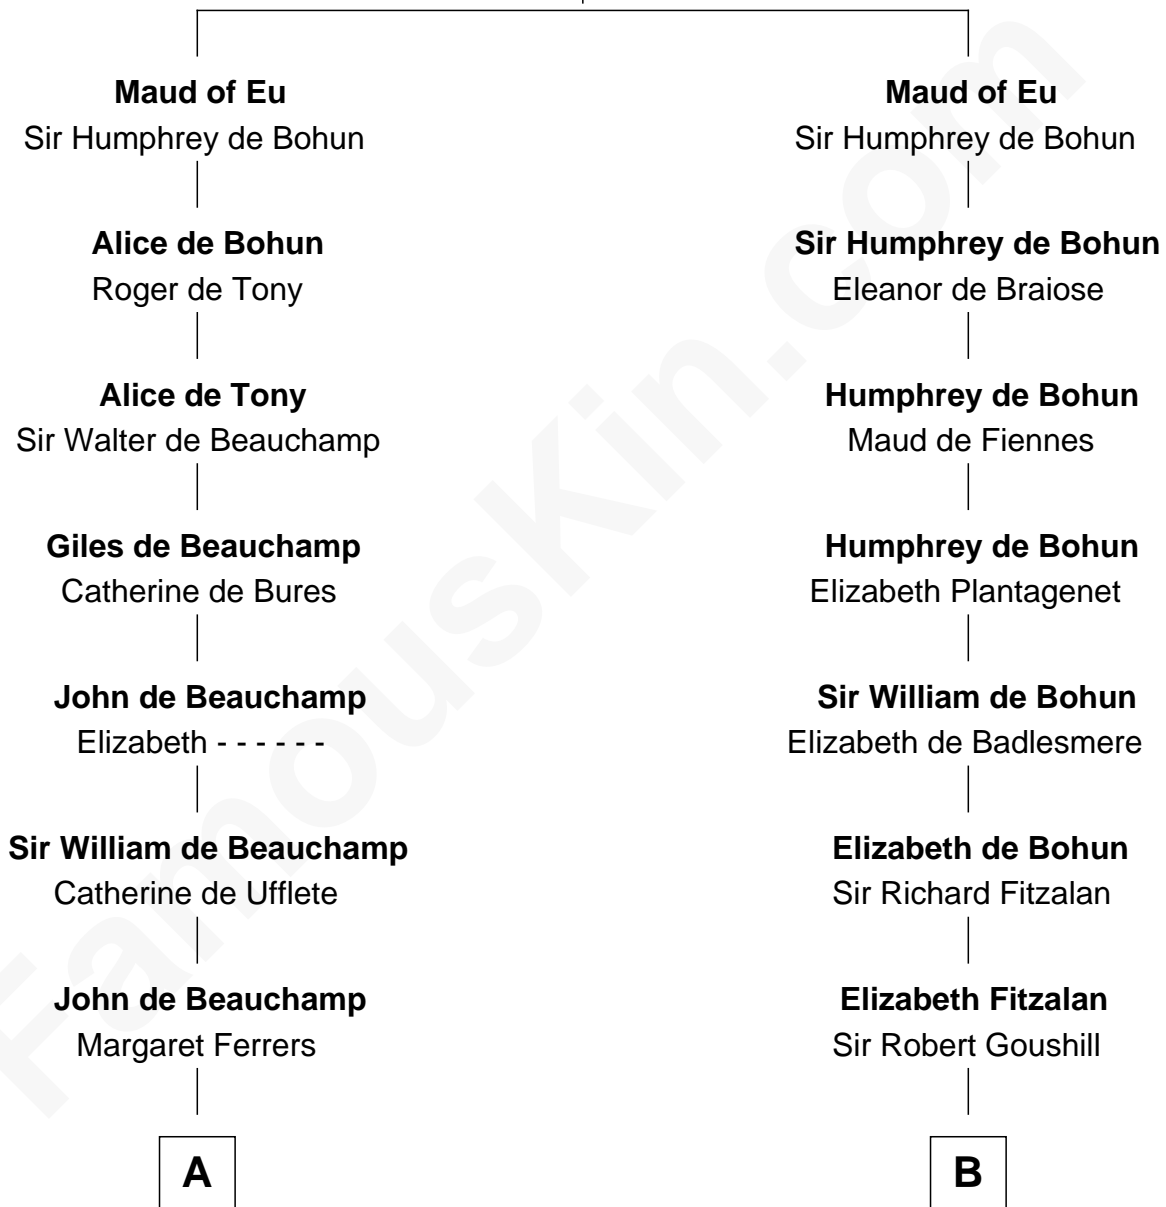 Maud of Eu
Sir Humphrey de Bohun
Alice de Bohun
Roger de Tony
Alice de Tony
Sir Walter de Beauchamp
Giles de Beauchamp
Catherine de Bures
John de Beauchamp
Elizabeth - - - - - -
Sir William de Beauchamp
Catherine de Ufflete
John de Beauchamp
Margaret Ferrers
A
Maud of Eu
Sir Humphrey de Bohun
Sir Humphrey de Bohun
Eleanor de Braiose
Humphrey de Bohun
Maud de Fiennes
Humphrey de Bohun
Elizabeth Plantagenet
Sir William de Bohun
Elizabeth de Badlesmere
Elizabeth de Bohun
Sir Richard Fitzalan
Elizabeth Fitzalan
Sir Robert Goushill
B
FamousKin.com